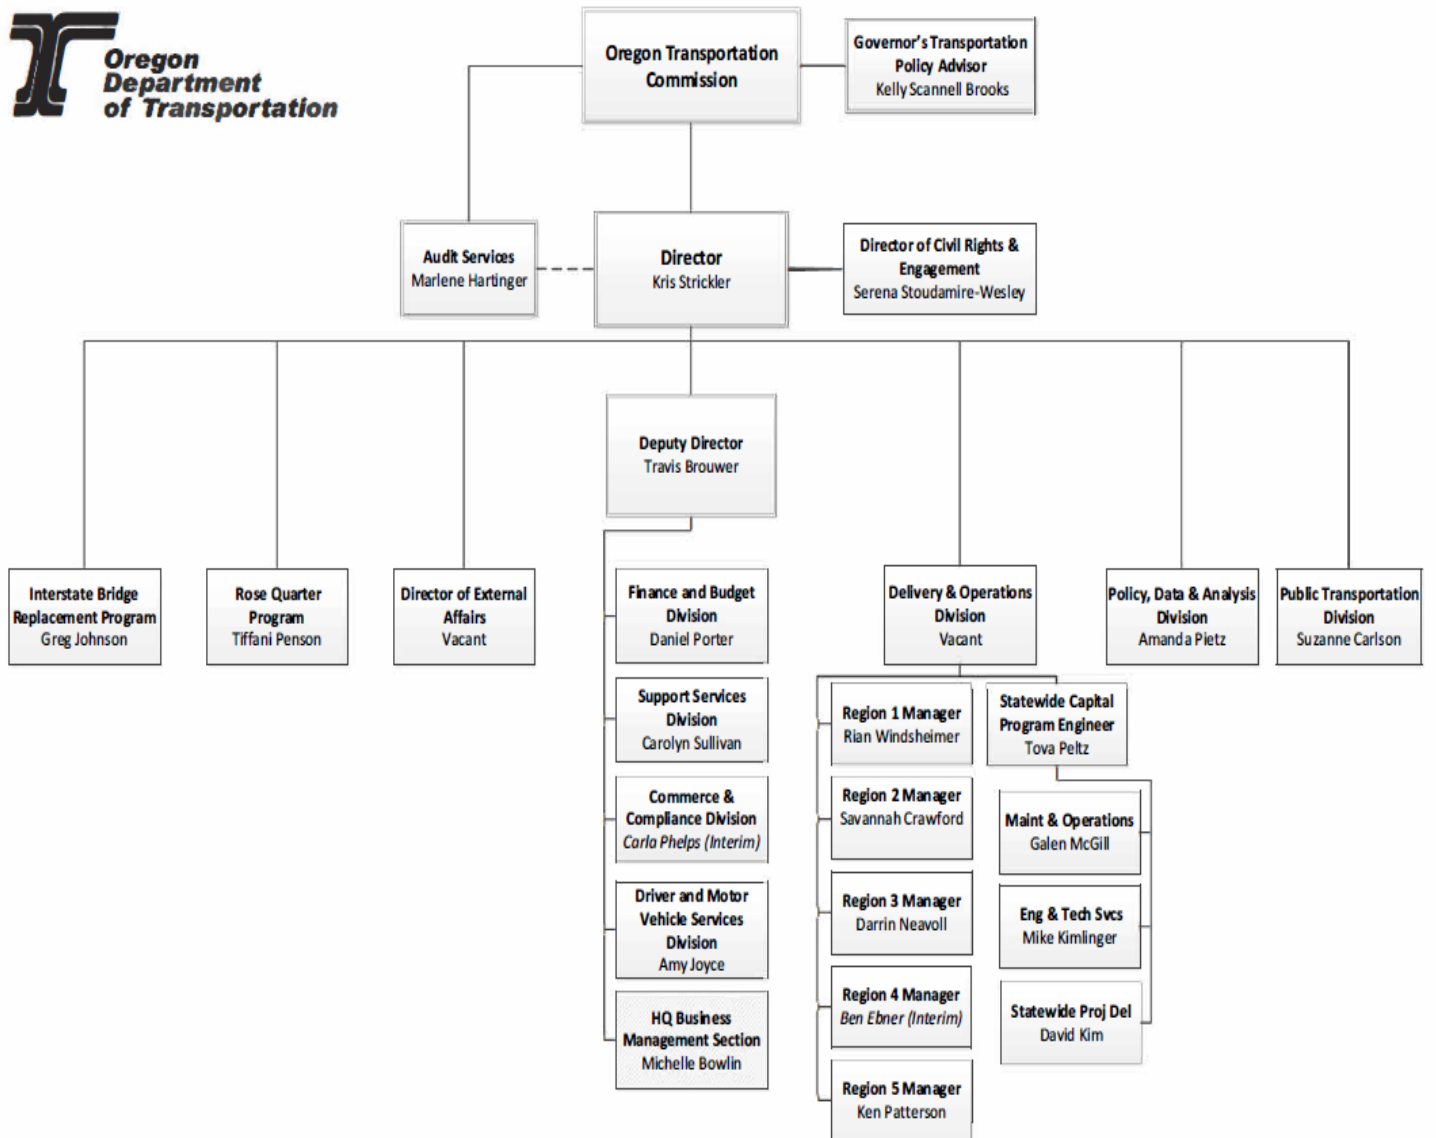 Oregon
Department
of Transportation
Oregon Transportation
Commission
Governor's Transportation
Policy Advisor
Kelly Scannell Brooks
Audit Services
Marlene Hartinger
Director
Kris Strickler
Director of Civil Rights &
Engagement
Serena Stoudamire-Wesley
Deputy Director
Travis Brouwer
Interstate Bridge
Replacement Program
Greg Johnson
Rose Quarter
Program
Tiffani Penson
Director of External
Affairs
Vacant
Finance and Budget
Division
Daniel Porter
Support Services
Division
Carolyn Sullivan
Commerce &
Compliance Division
Carla Phelps (Interim)
Driver and Motor
Vehicle Services
Division
Amy Joyce
HQ Business
Management Section
Michelle Bowlin
Delivery & Operations
Division
Vacant
Region 1 Manager
Rian Windsheimer
Region 2 Manager
Savannah Crawford
Region 3 Manager
Darrin Neavoll
Region 4 Manager
Ben Ebner (Interim)
Region 5 Manager
Ken Patterson
Statewide Capital
Program Engineer
Tova Peltz
Maint & Operations
Galen McGill
Eng & Tech Svcs
Mike Kimlinger
Statewide Proj Del
David Kim
Policy, Data & Analysis
Division
Amanda Pietz
Public Transportation
Division
Suzanne Carlson